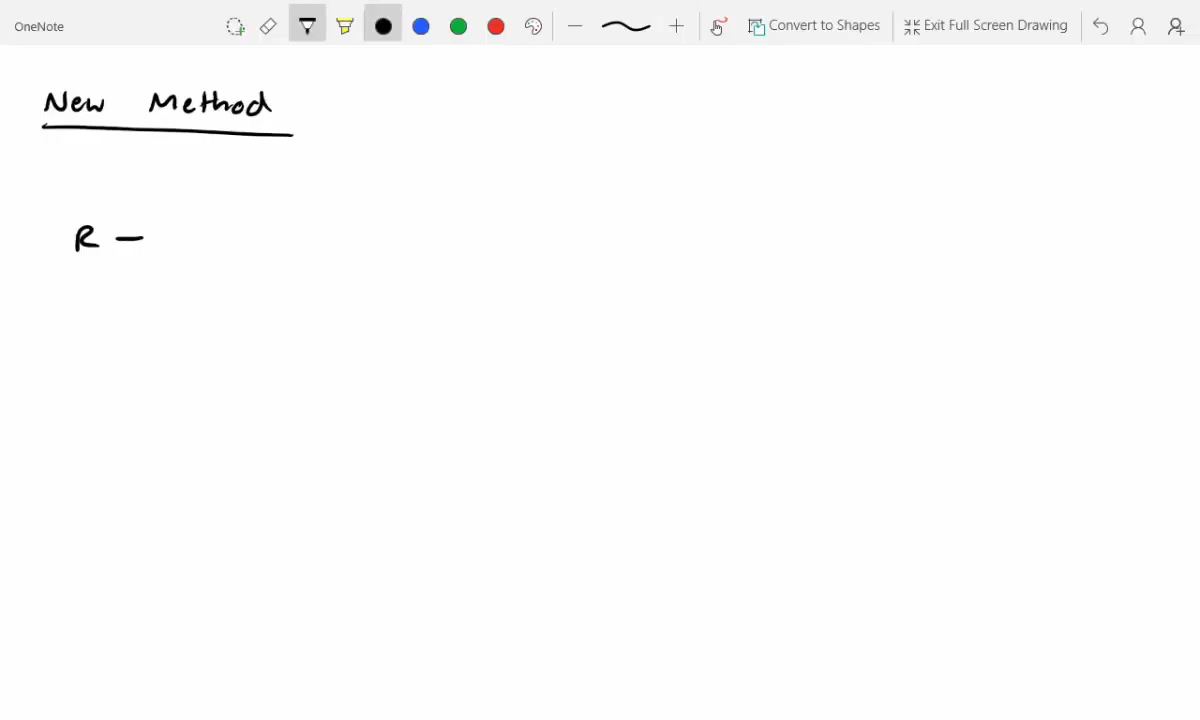 OneNote Convert to Shapes Exit Full Screen Drawing
New Method
R –